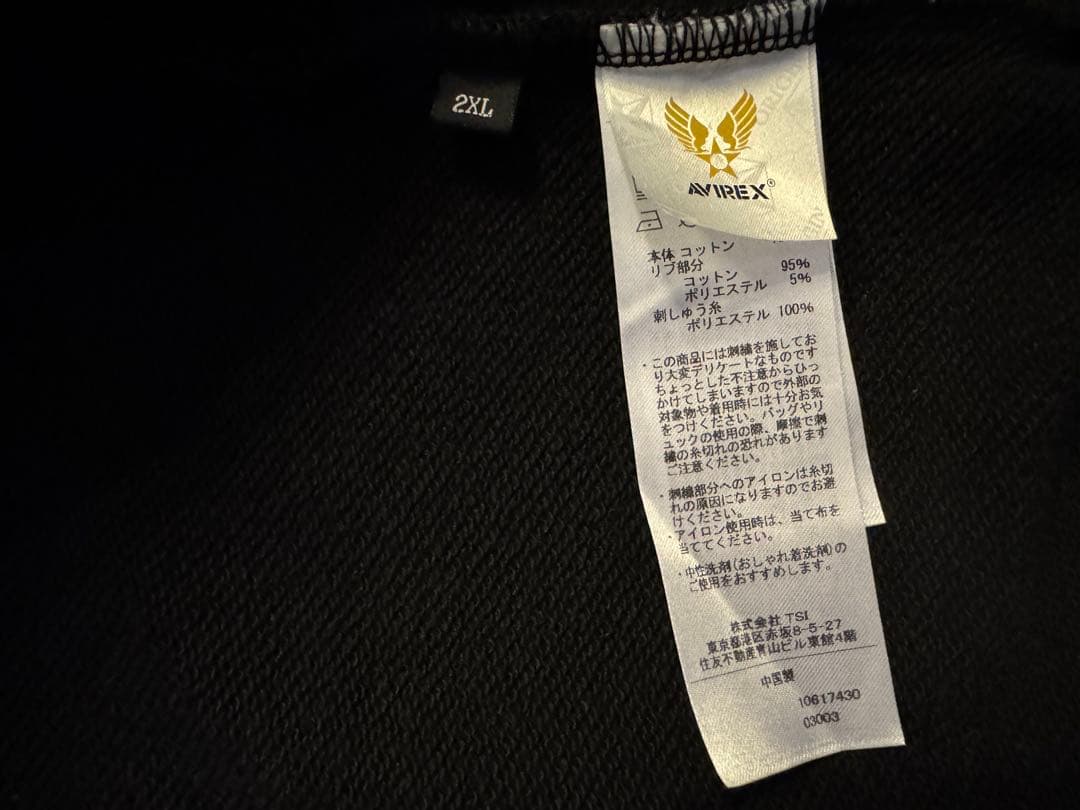 2XL
AVIREX®
本体 コットン
リブ部分
コットン 95%
ポリエステル 5%
刺しゅう糸
ポリエステル 100%
・この商品には刺繍を施してお
り大変デリケートなものです
ちょっとした不注意からひっ
かけてしまいますので外部の
対象物や着用時には十分お気
をつけください。バッグやリ
ュックの使用の際、摩擦で刺
繍の糸切れの恐れがあります
ご注意ください。
・刺繍部分へのアイロンは糸切
れの原因になりますのでお避
けください。
・アイロン使用時は、当て布を
当ててください。
・中性洗剤(おしゃれ着洗剤)の
ご使用をおすすめします。
株式会社 TSI
東京都港区赤坂8-5-27
住友不動産青山ビル東館4階
中国製
10617430
03003